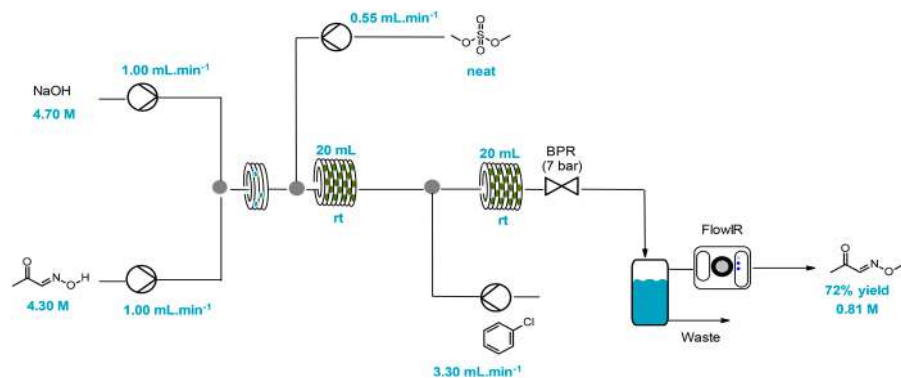 0.55 mL.min⁻¹
O
O S O
O
neat
1.00 mL.min⁻¹
NaOH
4.70 M
20 mL
rt
20 mL
rt
BPR
(7 bar)
FlowIR
O
N O H
4.30 M
1.00 mL.min⁻¹
Cl
3.30 mL.min⁻¹
Waste
O
N O
72% yield
0.81 M